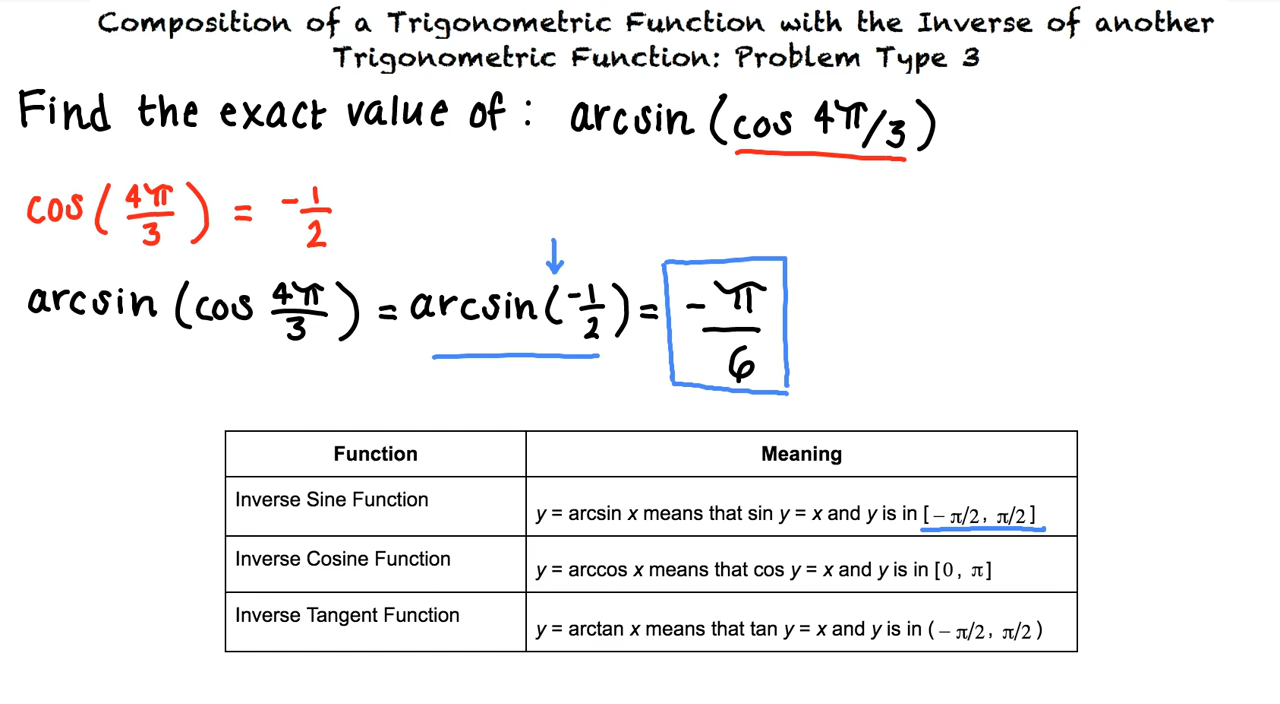 Composition of a Trigonometric Function with the Inverse of another
Trigonometric Function: Problem Type 3
Find the exact value of: arcsin (cos 4π/3)
cos(4π/3) = -1/2
arcsin (cos 4π/3) = arcsin(-1/2) = -π/6
Function Meaning
Inverse Sine Function y = arcsin x means that sin y = x and y is in [− π/2, π/2]
Inverse Cosine Function y = arccos x means that cos y = x and y is in [0, π]
Inverse Tangent Function y = arctan x means that tan y = x and y is in (− π/2, π/2)